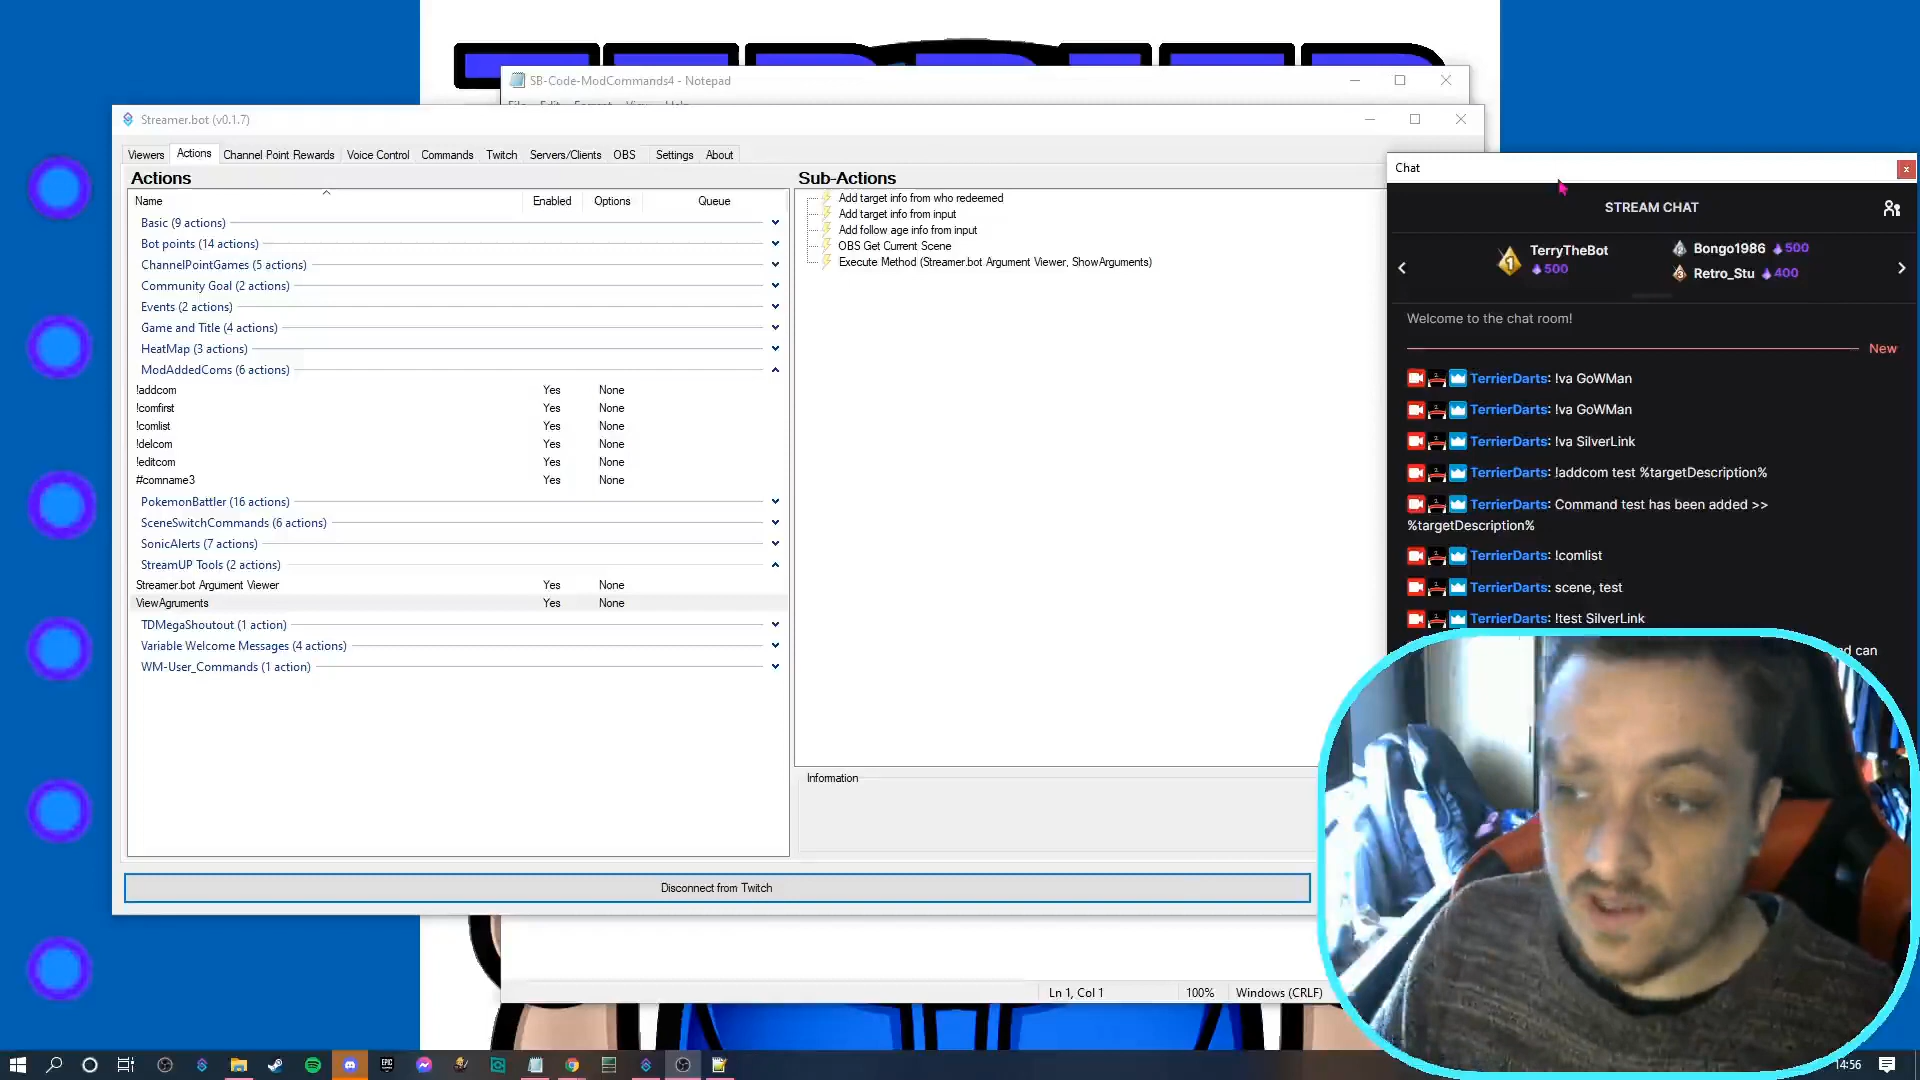 SB-Code-ModCommands4 - Notepad
Streamer.bot (v0.1.7)
Viewers Actions Channel Point Rewards Voice Control Commands Twitch Servers/Clients OBS Settings About
Actions
Name Enabled Options Queue
Basic (9 actions)
Bot points (14 actions)
ChannelPointGames (5 actions)
Community Goal (2 actions)
Events (2 actions)
Game and Title (4 actions)
HeatMap (3 actions)
ModAddedComs (6 actions)
!addcom Yes None
!comfirst Yes None
!comlist Yes None
!delcom Yes None
!editcom Yes None
#comname3 Yes None
PokemonBattler (16 actions)
SceneSwitchCommands (6 actions)
SonicAlerts (7 actions)
StreamUP Tools (2 actions)
Streamer.bot Argument Viewer Yes None
ViewAgruments Yes None
TDMegaShoutout (1 action)
Variable Welcome Messages (4 actions)
WM-User_Commands (1 action)
Sub-Actions
Add target info from who redeemed
Add target info from input
Add follow age info from input
OBS Get Current Scene
Execute Method (Streamer.bot Argument Viewer, ShowArguments)
Information
Disconnect from Twitch
Ln 1, Col 1 100% Windows (CRLF)
Chat
STREAM CHAT
1 TerryTheBot 500
2 Bongo1986 500
3 Retro_Stu 400
Welcome to the chat room!
New
TerrierDarts: !va GoWMan
TerrierDarts: !va GoWMan
TerrierDarts: !va SilverLink
TerrierDarts: !addcom test %targetDescription%
TerrierDarts: Command test has been added >>
%targetDescription%
TerrierDarts: !comlist
TerrierDarts: scene, test
TerrierDarts: !test SilverLink
can
EPIC
14:56